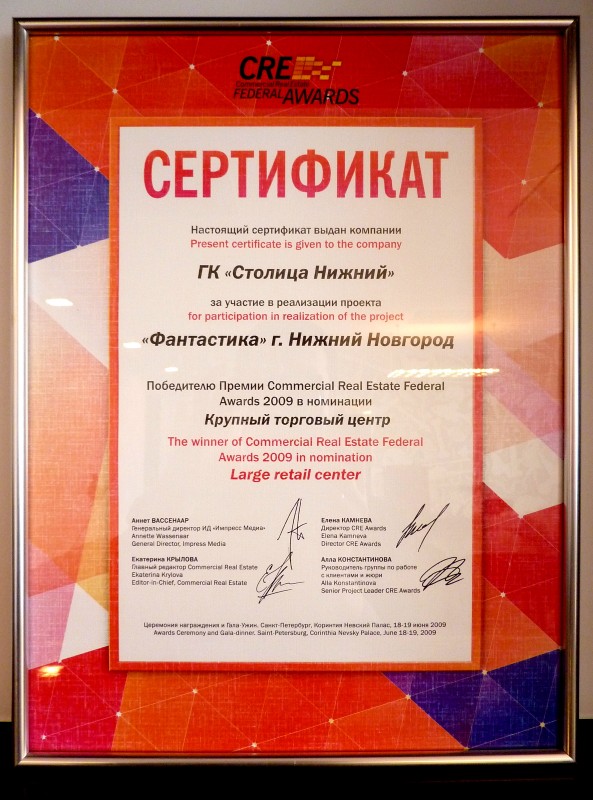 CRE
Commercial Real Estate
FEDERAL AWARDS
СЕРТИФИКАТ
Настоящий сертификат выдан компании
Present certificate is given to the company
ГК «Столица Нижний»
за участие в реализации проекта
for participation in realization of the project
«Фантастика» г. Нижний Новгород
Победителю Премии Commercial Real Estate Federal
Awards 2009 в номинации
Крупный торговый центр
The winner of Commercial Real Estate Federal
Awards 2009 in nomination
Large retail center
Аннет ВАССЕНААР
Генеральный директор ИД «Импресс Медиа»
Annette Wassenaar
General Director, Impress Media
Елена КАМНЕВА
Директор CRE Awards
Elena Kamneva
Director CRE Awards
Екатерина КРЫЛОВА
Главный редактор Commercial Real Estate
Ekaterina Krylova
Editor-in-Chief, Commercial Real Estate
Алла КОНСТАНТИНОВА
Руководитель группы по работе
с клиентами и жюри
Alla Konstantinova
Senior Project Leader CRE Awards
Церемония награждения и Гала-Ужин. Санкт-Петербург, Коринтия Невский Палас, 18-19 июня 2009
Awards Ceremony and Gala-dinner, Saint-Petersburg, Corinthia Nevsky Palace, June 18-19, 2009